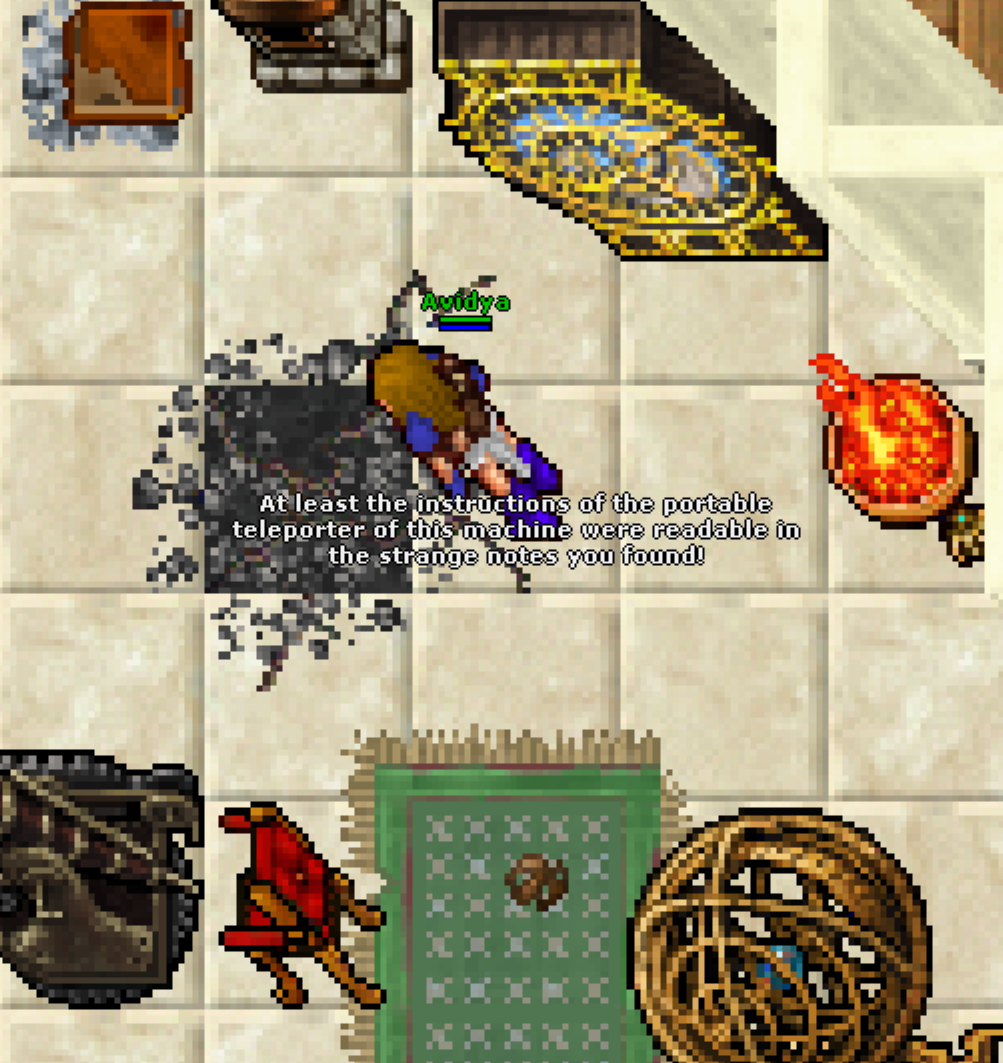 Avidya
At least the instructions of the portable
teleporter of this machine were readable in
the strange notes you found!